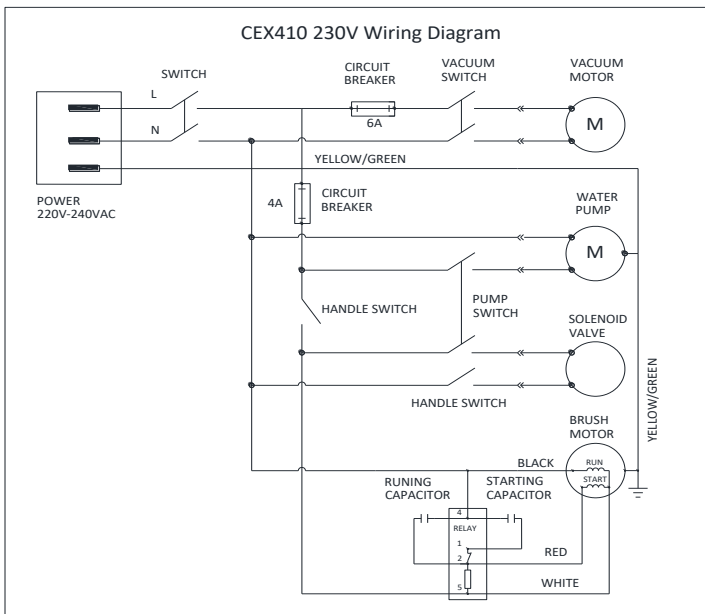 CEX410 230V Wiring Diagram
SWITCH
CIRCUIT
BREAKER
VACUUM
SWITCH
VACUUM
MOTOR
L
6A
M
N
YELLOW/GREEN
POWER
220V-240VAC
4A
CIRCUIT
BREAKER
WATER
PUMP
M
HANDLE SWITCH
PUMP
SWITCH
SOLENOID
VALVE
HANDLE SWITCH
YELLOW/GREEN
BRUSH
MOTOR
BLACK
RUN
START
RUNING
CAPACITOR
STARTING
CAPACITOR
4
RELAY
1
2
5
RED
WHITE